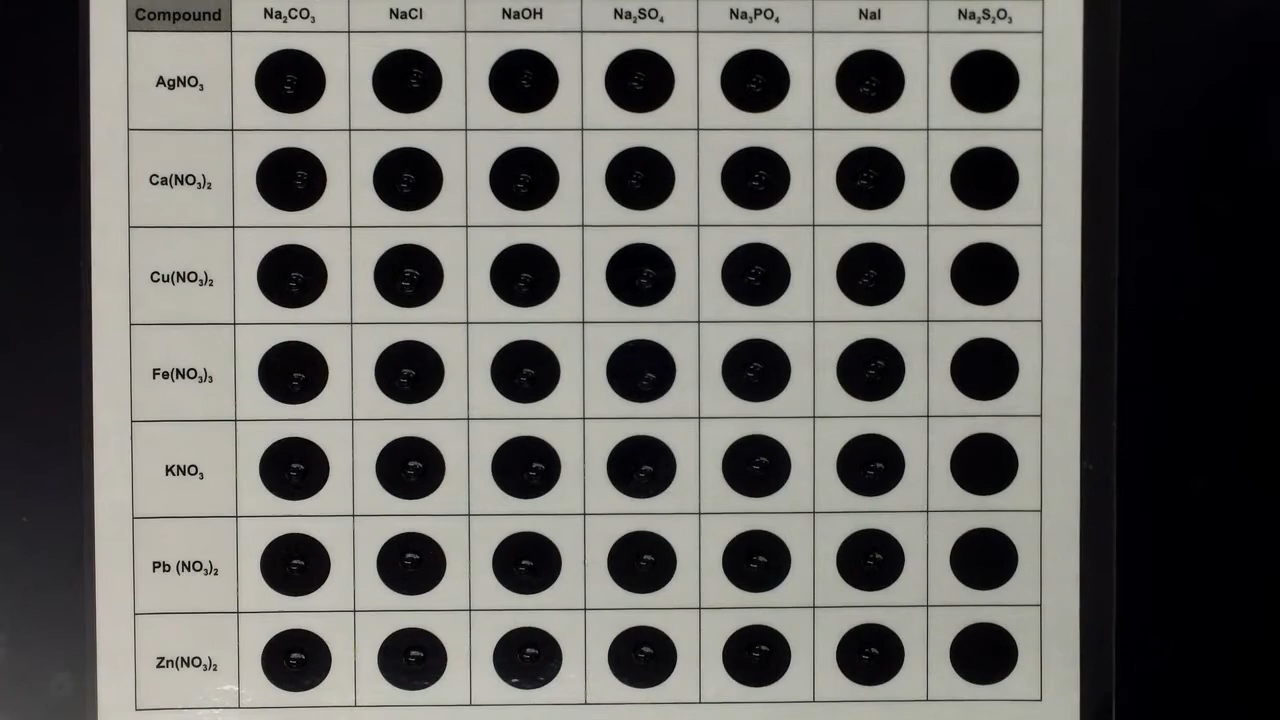 Compound Na₂CO₃ NaCl NaOH Na₂SO₄ Na₃PO₄ NaI Na₂S₂O₃
AgNO₃
Ca(NO₃)₂
Cu(NO₃)₂
Fe(NO₃)₃
KNO₃
Pb (NO₃)₂
Zn(NO₃)₂